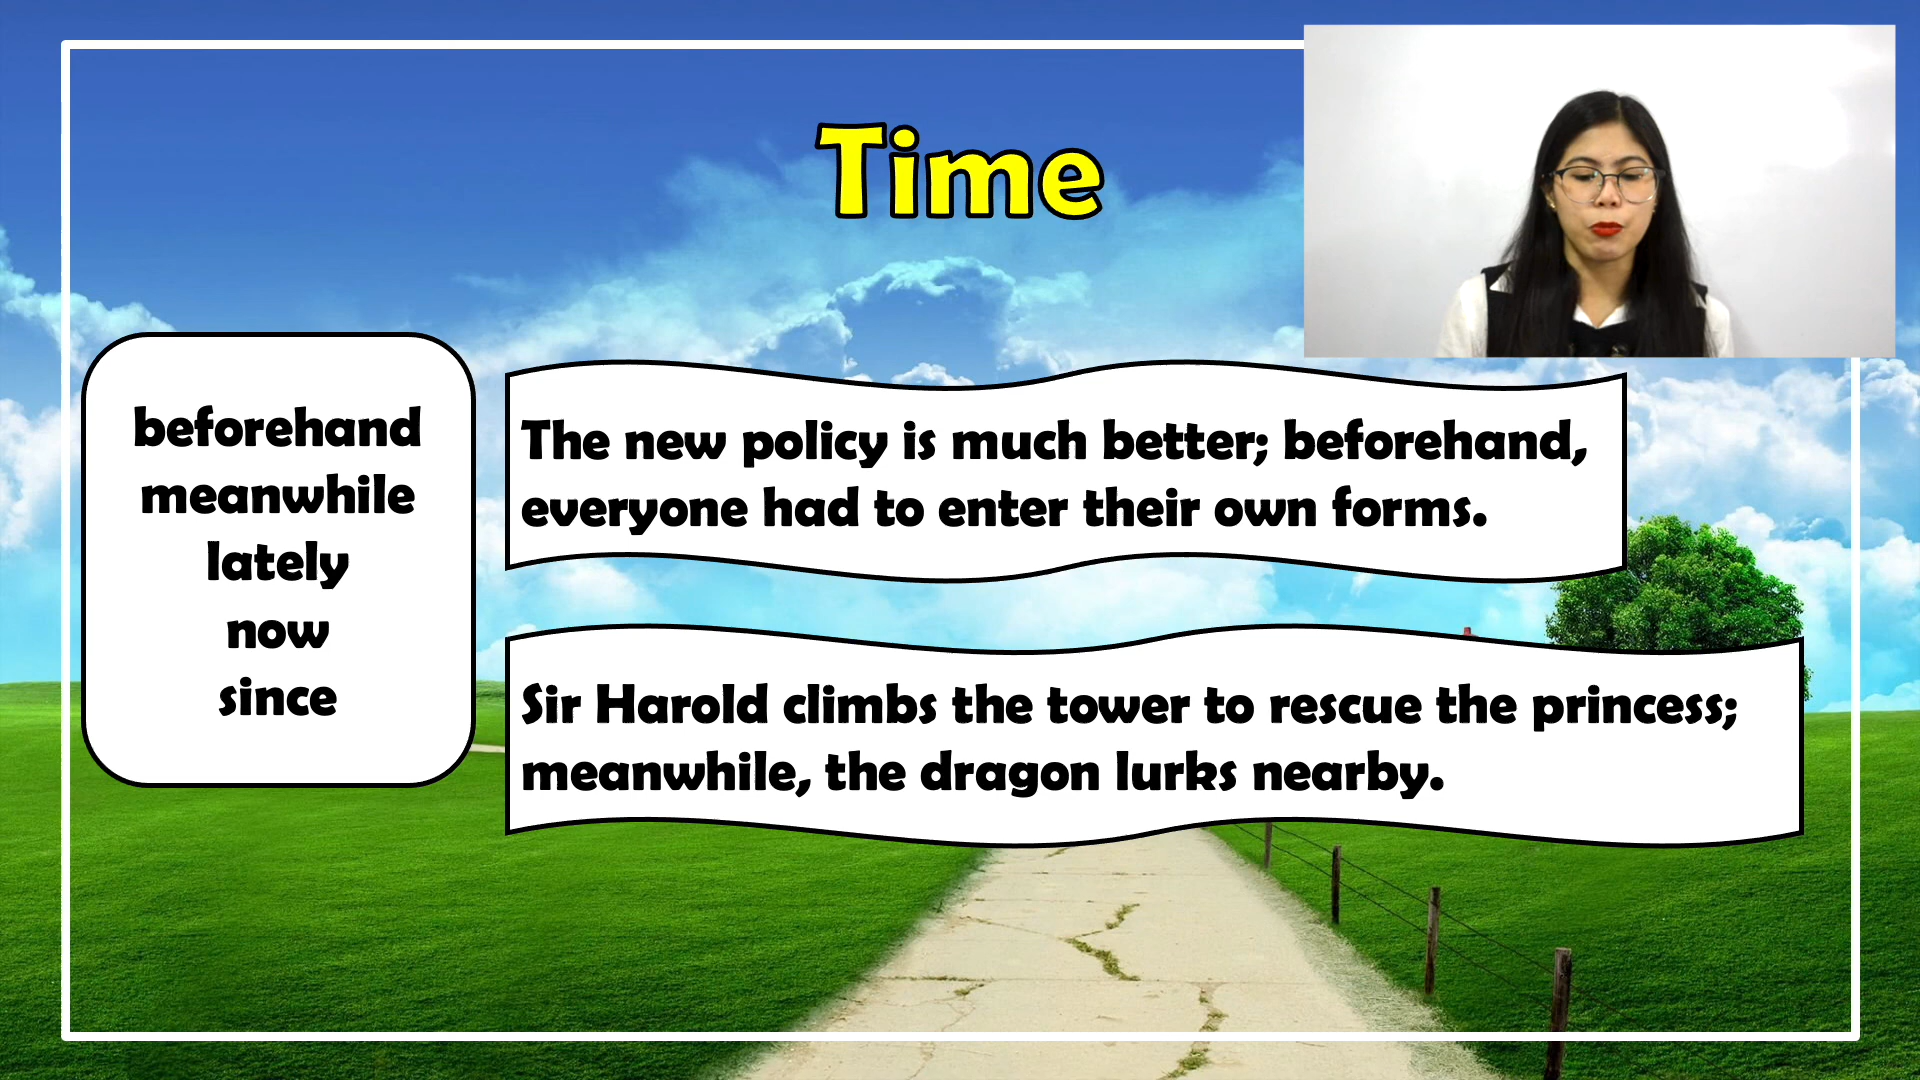 Time
beforehand
meanwhile
lately
now
since
The new policy is much better; beforehand,
everyone had to enter their own forms.
Sir Harold climbs the tower to rescue the princess;
meanwhile, the dragon lurks nearby.